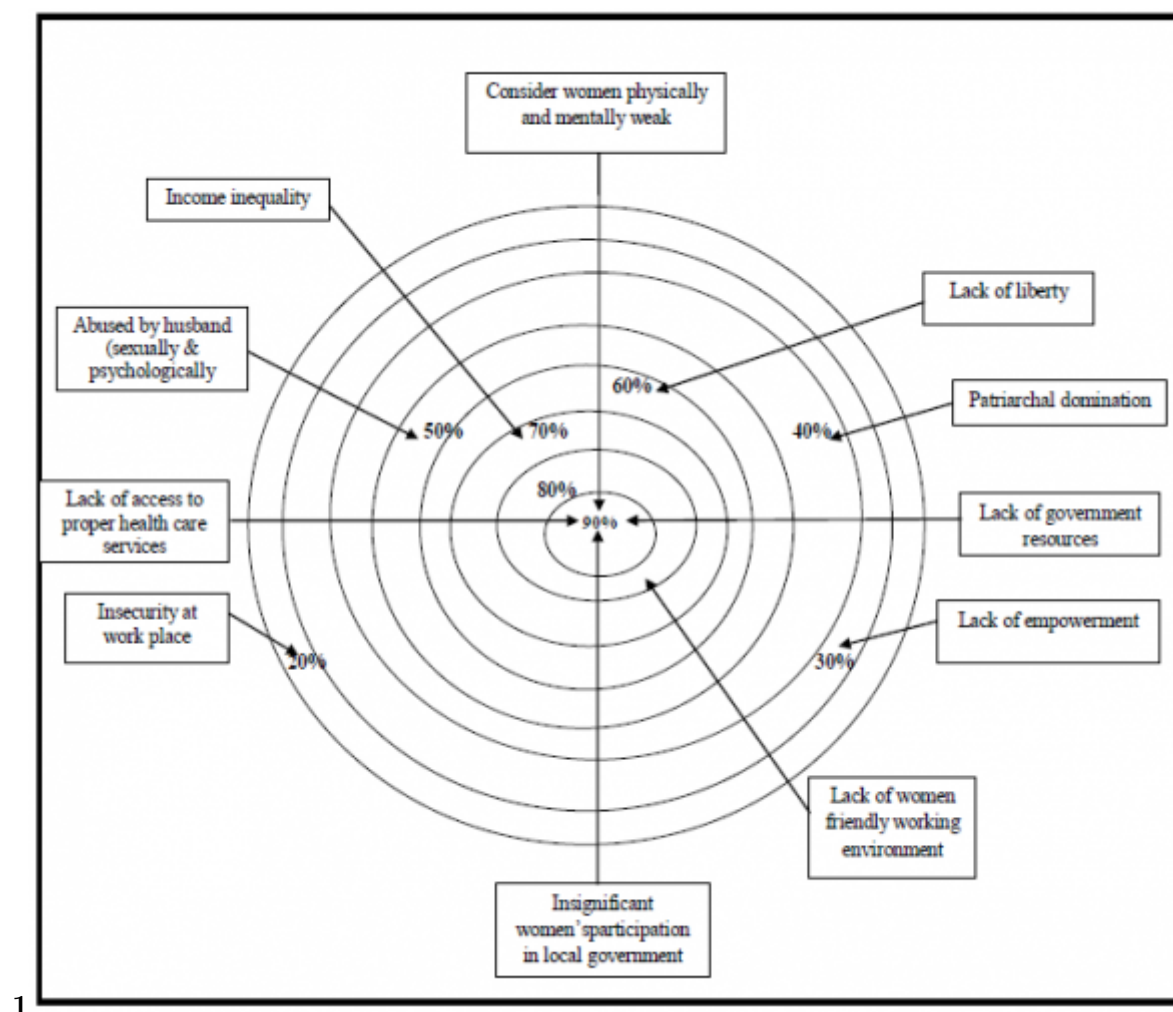 Consider women physically
and mentally weak
Income inequality
Lack of liberty
Abused by husband
(sexually &
psychologically
60%
Patriarchal domination
50%
70%
40%
80%
Lack of access to
proper health care
services
90%
Lack of government
resources
Insecurity at
work place
Lack of empowerment
20%
30%
Lack of women
friendly working
environment
Insignificant
women'sparticipation
in local government
1